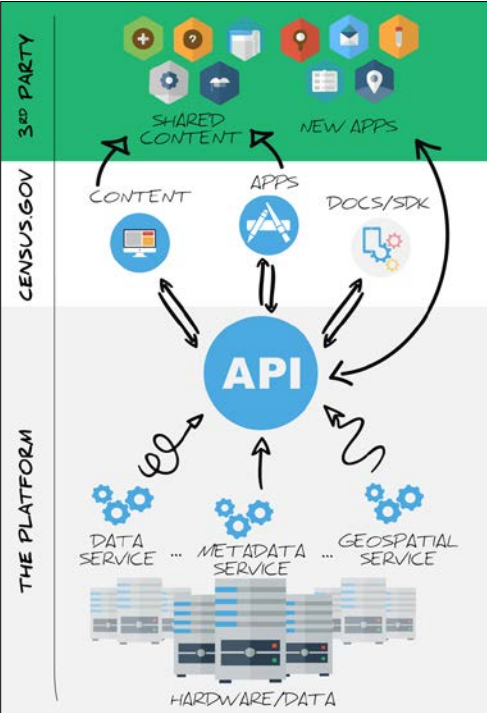 3RD PARTY
SHARED
CONTENT
NEW APPS
CENSUS.GOV
CONTENT
APPS
DOCS/SDK
THE PLATFORM
API
DATA
SERVICE
...
METADATA
SERVICE
...
GEOSPATIAL
SERVICE
HARDWARE/DATA